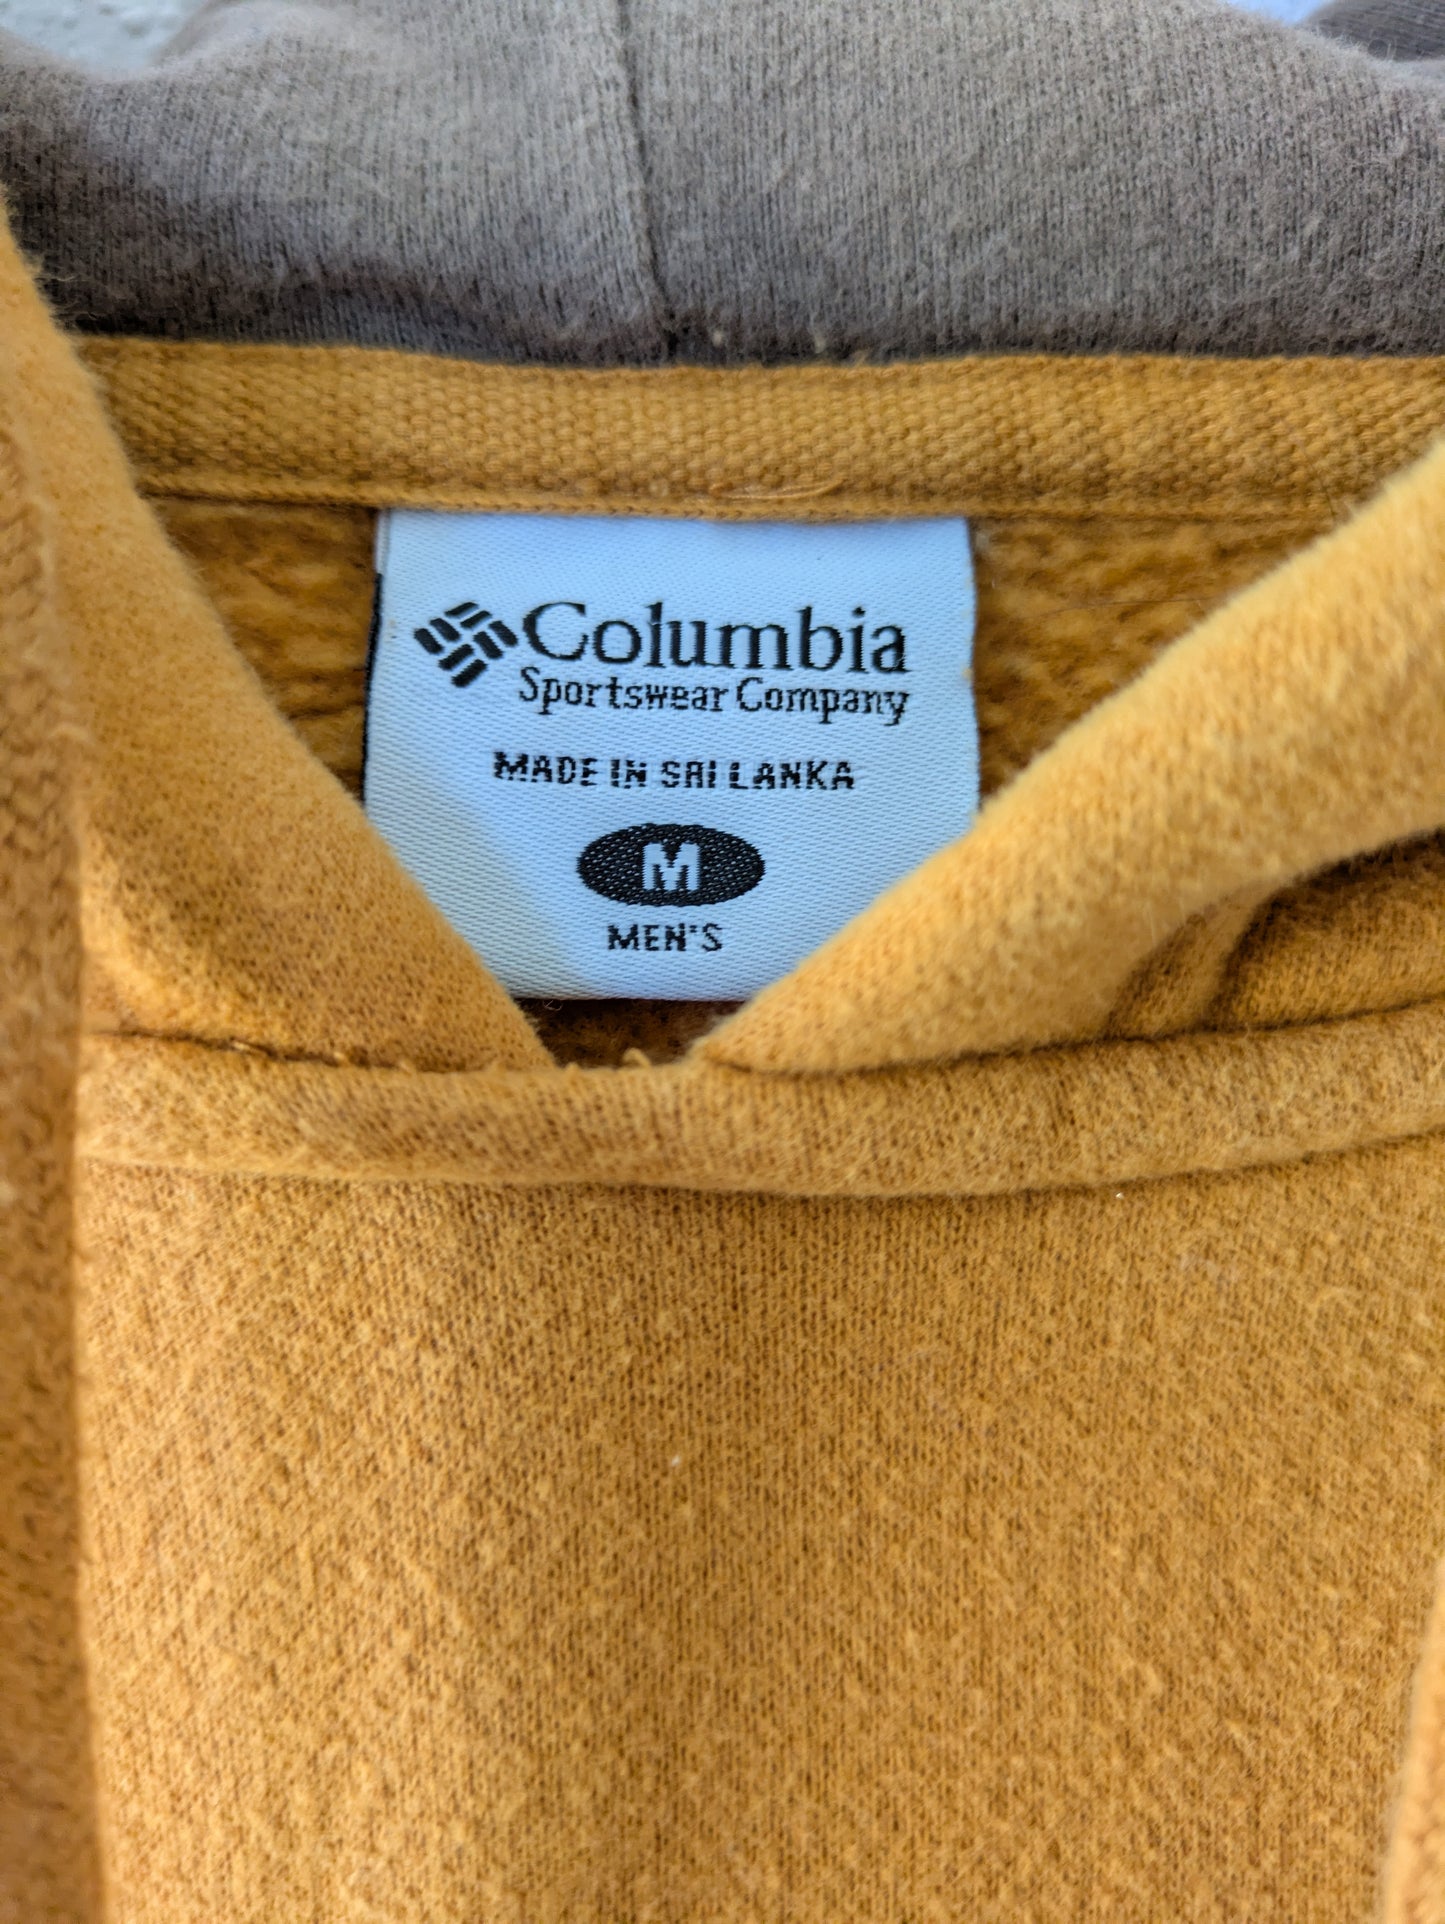 Columbia
Sportswear Company
MADE IN SRI LANKA
M
MEN'S